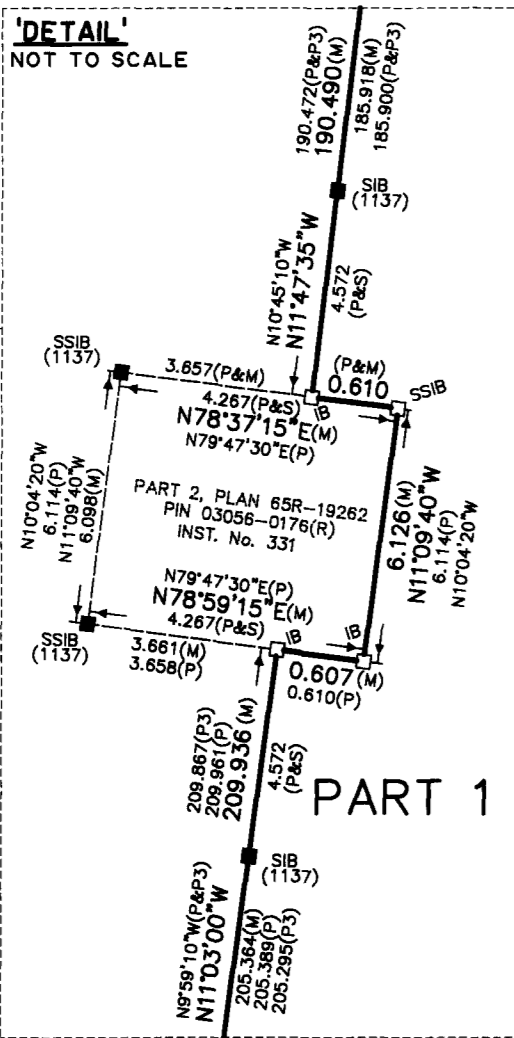 'DETAIL'
NOT TO SCALE
190.472(P&P3)
190.490(M)
185.918(M)
185.900(P&P3)
SIB
(1137)
N10°45'10"W
N11°47'35"W
4.572
(P&S)
SSIB
(1137)
3.657(P&M)
(P&M)
0.610
SSIB
4.267(P&S)
IB
N78°37'15"E(M)
N79°47'30"E(P)
N10°04'20"W
6.114(P)
N11°09'40"W
6.098(M)
PART 2, PLAN 65R-19262
PIN 03056-0176(R)
INST. No. 331
6.126(M)
N11°09'40"W
6.114(P)
N10°04'20"W
N79°47'30"E(P)
N78°59'15"E(M)
4.267(P&S)
IB
IB
SSIB
(1137)
3.661(M)
3.658(P)
0.607(M)
0.610(P)
209.867(P3)
209.961(P)
209.936(M)
4.572
(P&S)
PART 1
SIB
(1137)
N9°59'10"W(P&P3)
N11°03'00"W
205.364(M)
205.389(P)
205.295(P3)